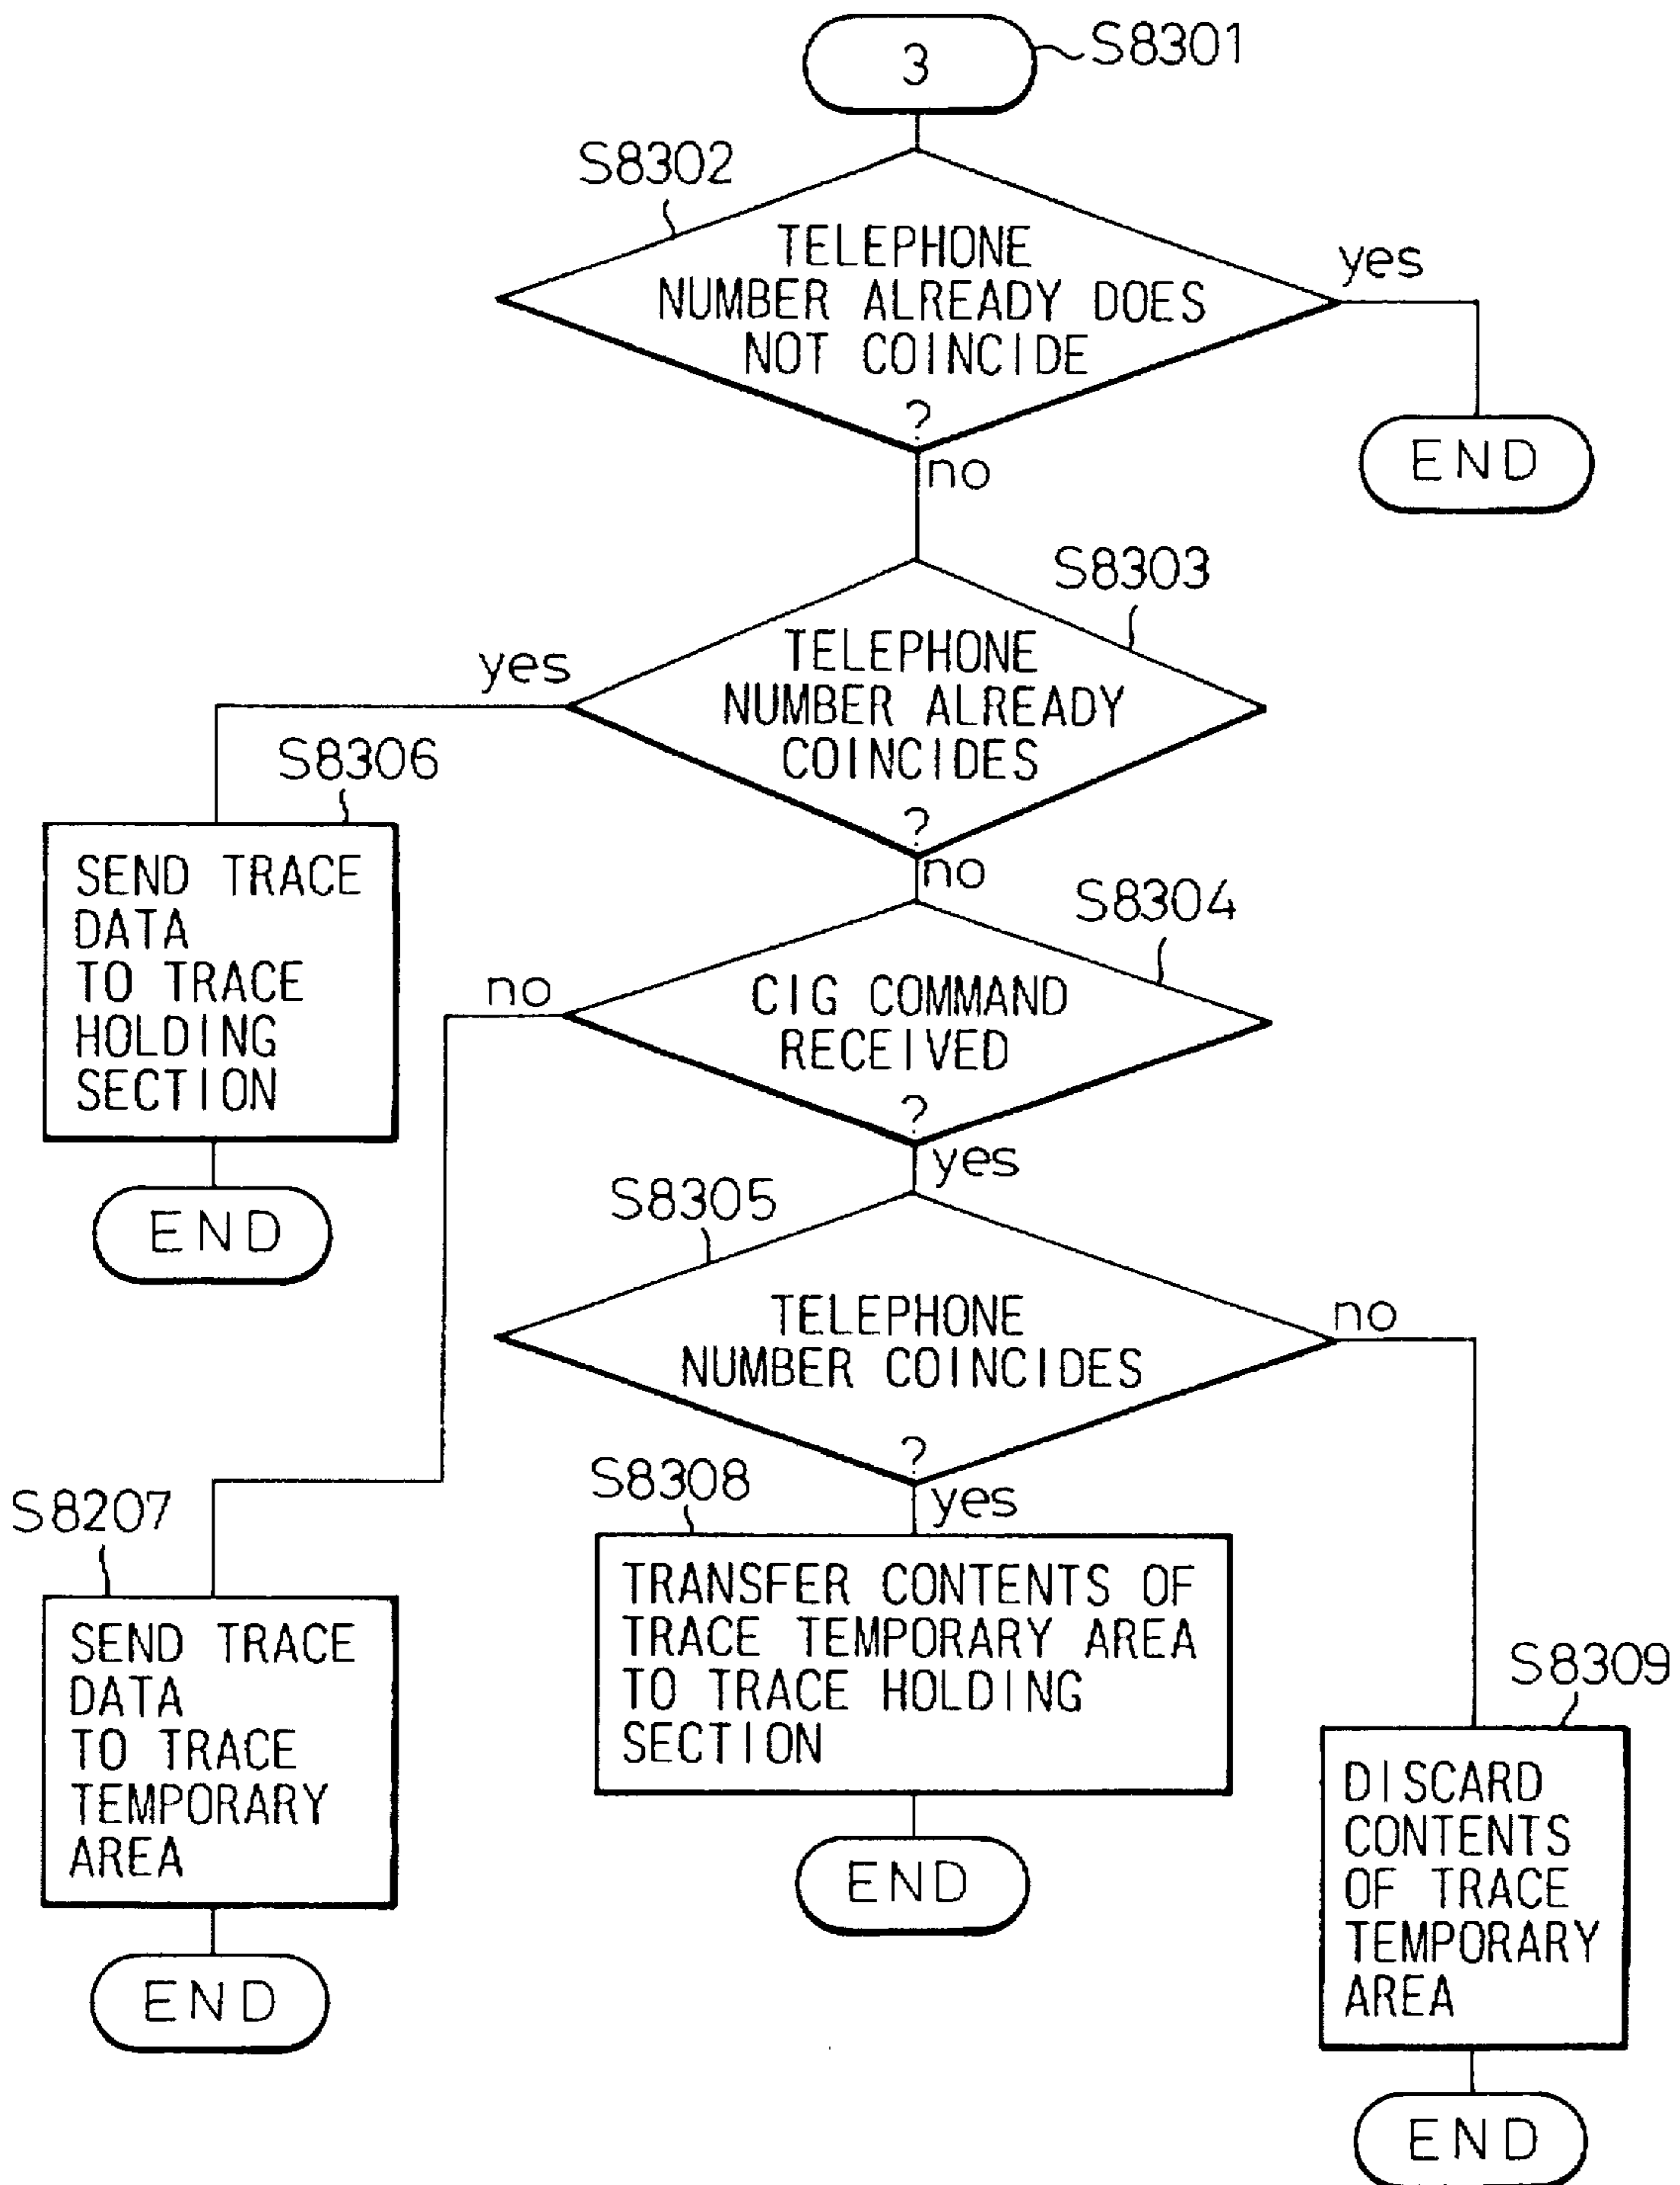 3
S8301
S8302
TELEPHONE
NUMBER ALREADY DOES
NOT COINCIDE
?
yes
END
no
S8303
TELEPHONE
NUMBER ALREADY
COINCIDES
?
yes
S8306
SEND TRACE
DATA
TO TRACE
HOLDING
SECTION
END
no
S8304
CIG COMMAND
RECEIVED
?
no
yes
S8305
TELEPHONE
NUMBER COINCIDES
?
no
yes
S8207
SEND TRACE
DATA
TO TRACE
TEMPORARY
AREA
END
S8308
TRANSFER CONTENTS OF
TRACE TEMPORARY AREA
TO TRACE HOLDING
SECTION
END
S8309
DISCARD
CONTENTS
OF TRACE
TEMPORARY
AREA
END